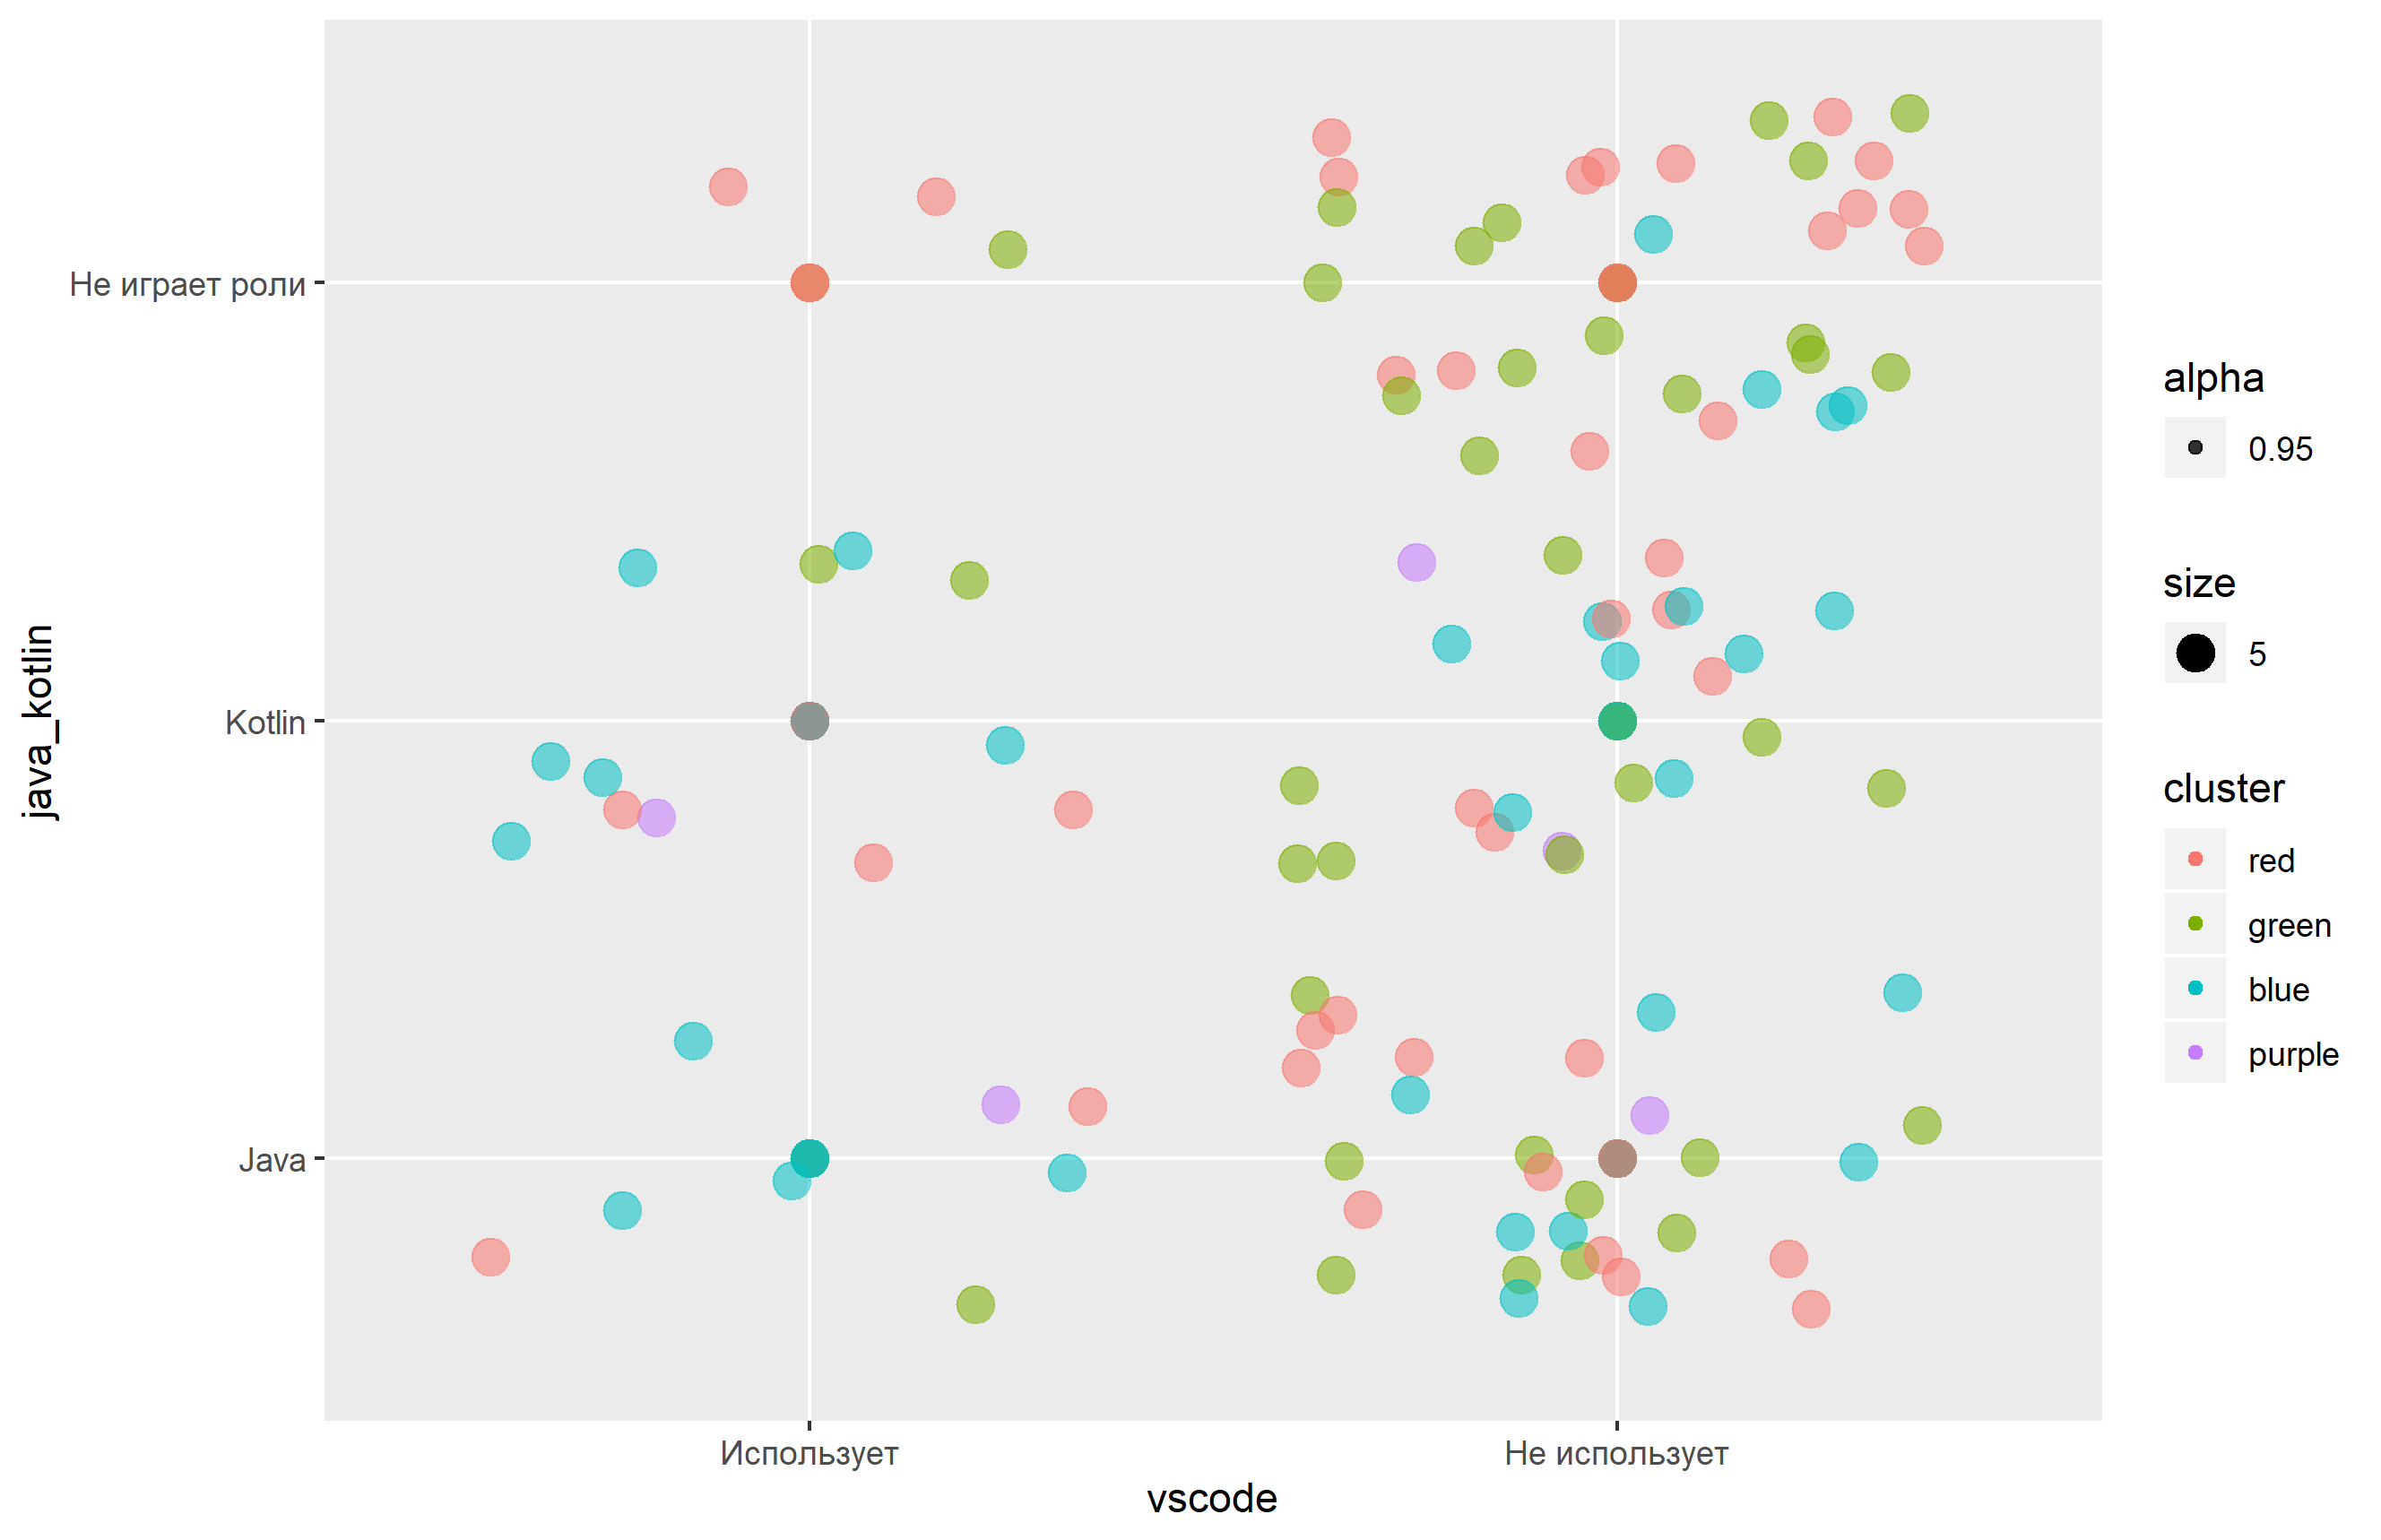 Не играет роли
Kotlin
Java
java_kotlin
Использует
Не использует
vscode
alpha
0.95
size
5
cluster
red
green
blue
purple